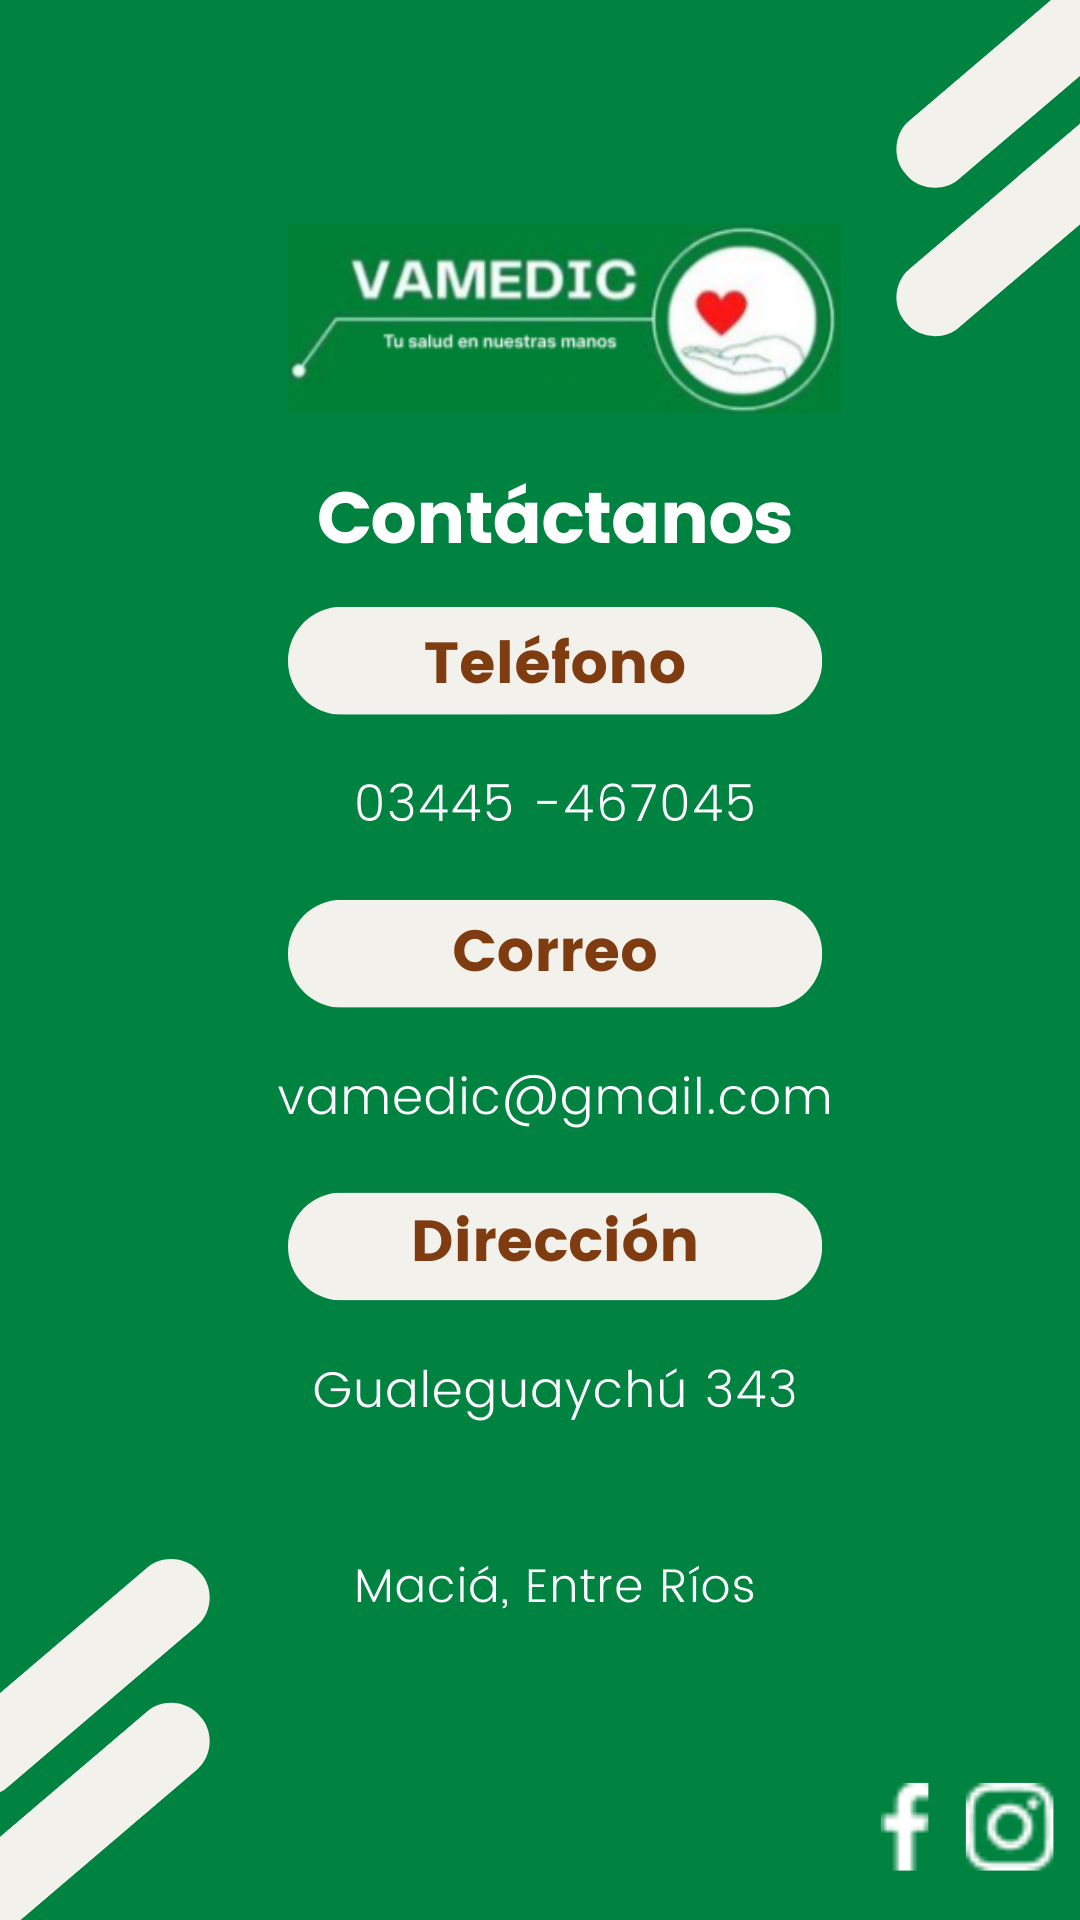 VAMEDIC
Tu salud en nuestras manos
Contáctanos
Teléfono
03445 -467045
Correo
vamedic@gmail.com
Dirección
Gualeguaychú 343
Maciá, Entre Ríos